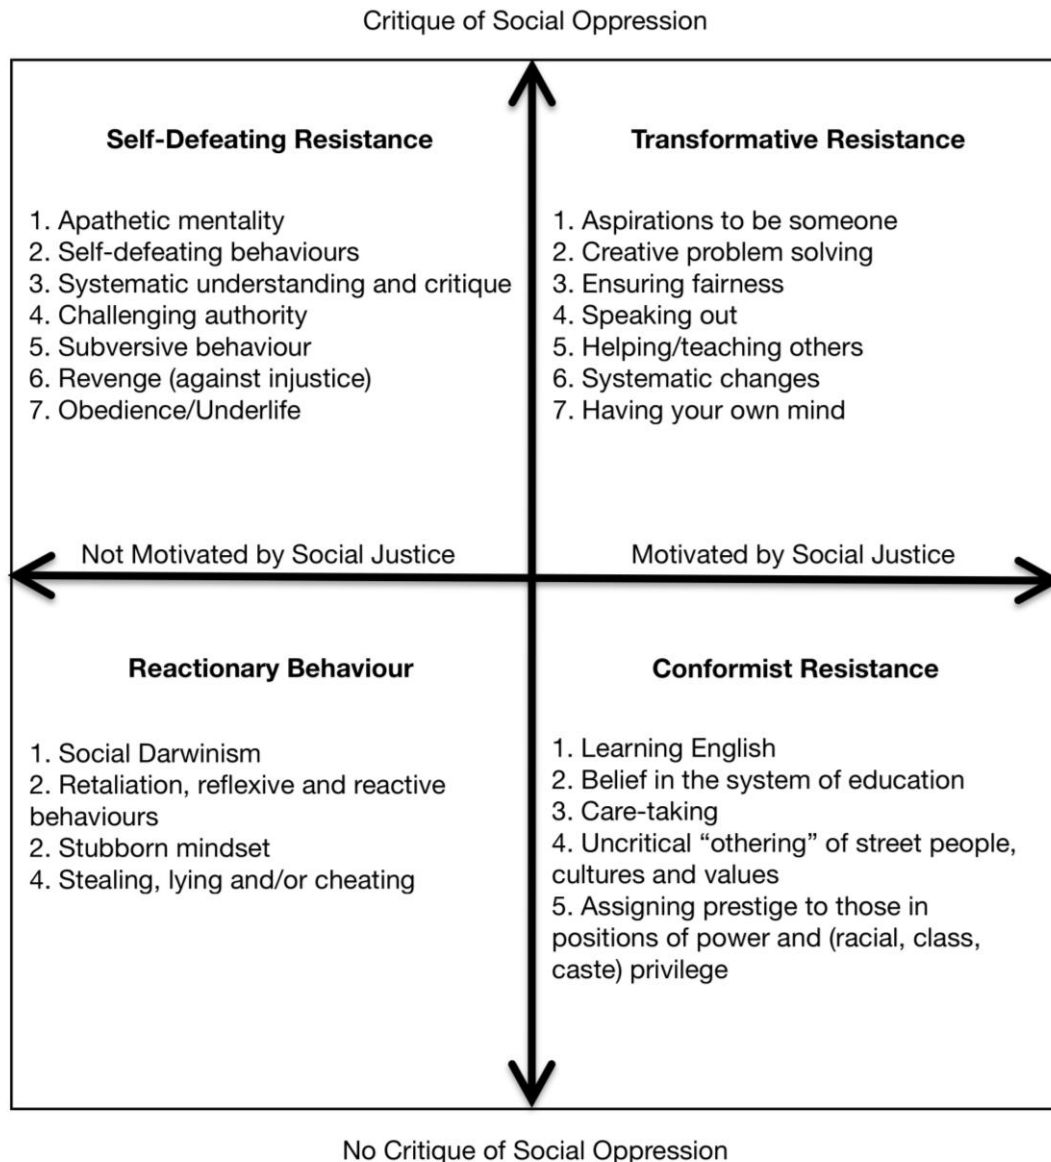 Critique of Social Oppression
Self-Defeating Resistance
1. Apathetic mentality
2. Self-defeating behaviours
3. Systematic understanding and critique
4. Challenging authority
5. Subversive behaviour
6. Revenge (against injustice)
7. Obedience/Underlife
Transformative Resistance
1. Aspirations to be someone
2. Creative problem solving
3. Ensuring fairness
4. Speaking out
5. Helping/teaching others
6. Systematic changes
7. Having your own mind
Not Motivated by Social Justice
Motivated by Social Justice
Reactionary Behaviour
1. Social Darwinism
2. Retaliation, reflexive and reactive
behaviours
2. Stubborn mindset
4. Stealing, lying and/or cheating
Conformist Resistance
1. Learning English
2. Belief in the system of education
3. Care-taking
4. Uncritical “othering” of street people,
cultures and values
5. Assigning prestige to those in
positions of power and (racial, class,
caste) privilege
No Critique of Social Oppression